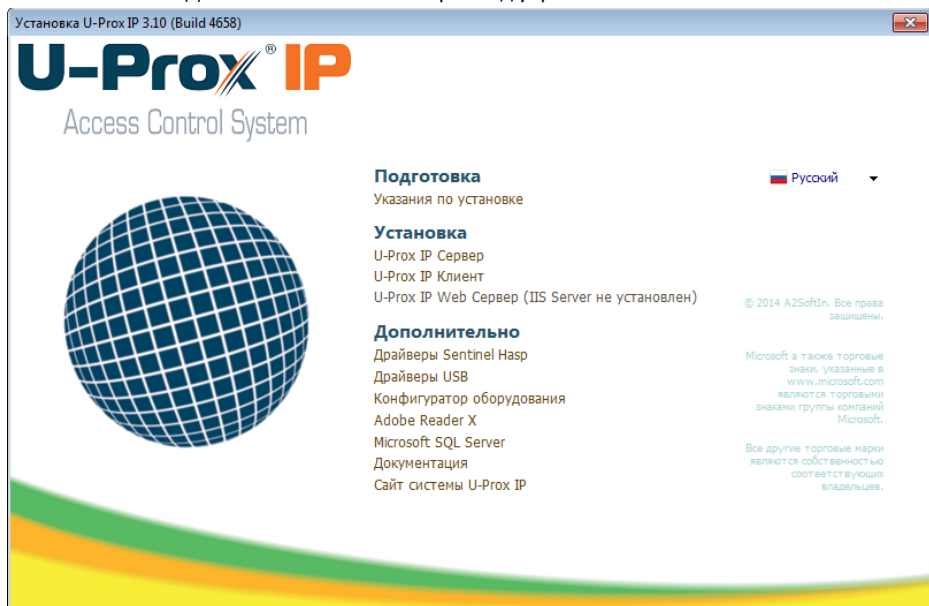 Установка U-Prox IP 3.10 (Build 4658)
U-Prox® IP
Access Control System
Подготовка
Указания по установке
Русский
Установка
U-Prox IP Сервер
U-Prox IP Клиент
U-Prox IP Web Сервер (IIS Server не установлен)
Дополнительно
Драйверы Sentinel Hasp
Драйверы USB
Конфигуратор оборудования
Adobe Reader X
Microsoft SQL Server
Документация
Сайт системы U-Prox IP
© 2014 A2SoftIn. Все права
защищены.
Microsoft а также торговые
знаки, указанные в
www.microsoft.com
являются торговыми
знаками группы компаний
Microsoft.
Все другие торговые марки
являются собственностью
соответствующих
владельцев.